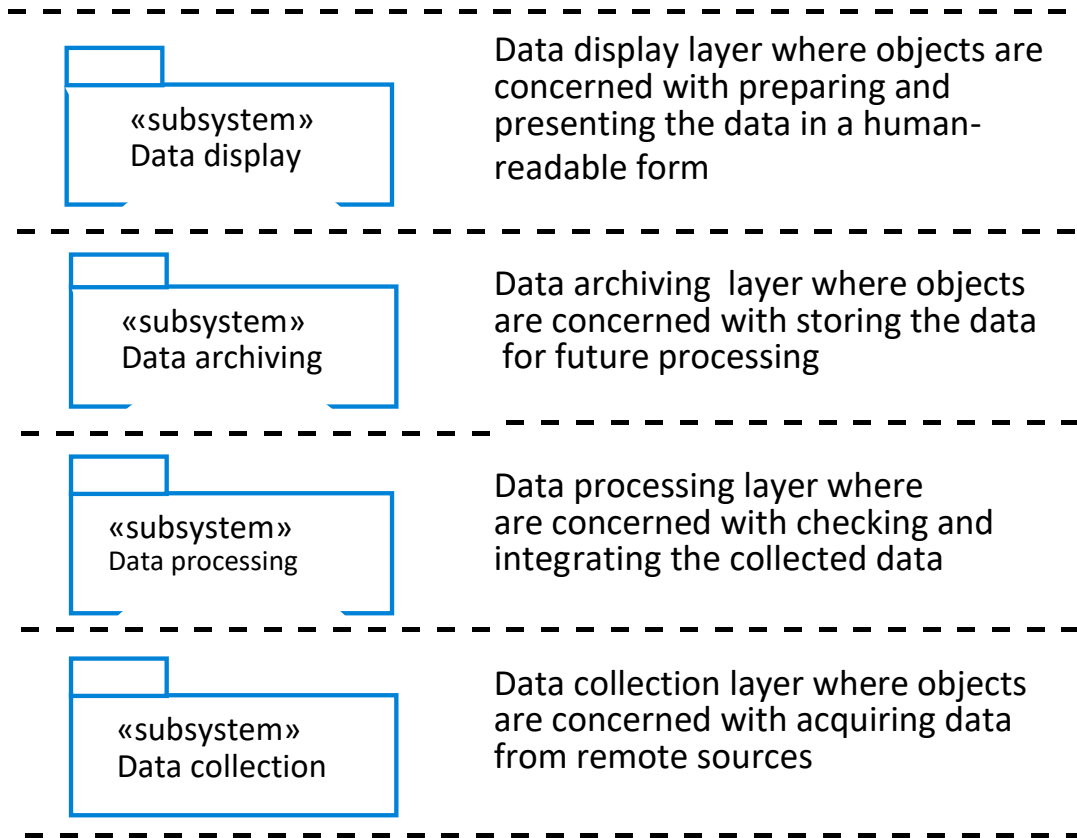 «subsystem»
Data display
Data display layer where objects are
concerned with preparing and
presenting the data in a human-
readable form
«subsystem»
Data archiving
Data archiving  layer where objects
are concerned with storing the data
for future processing
«subsystem»
Data processing
Data processing layer where
are concerned with checking and
integrating the collected data
«subsystem»
Data collection
Data collection layer where objects
are concerned with acquiring data
from remote sources